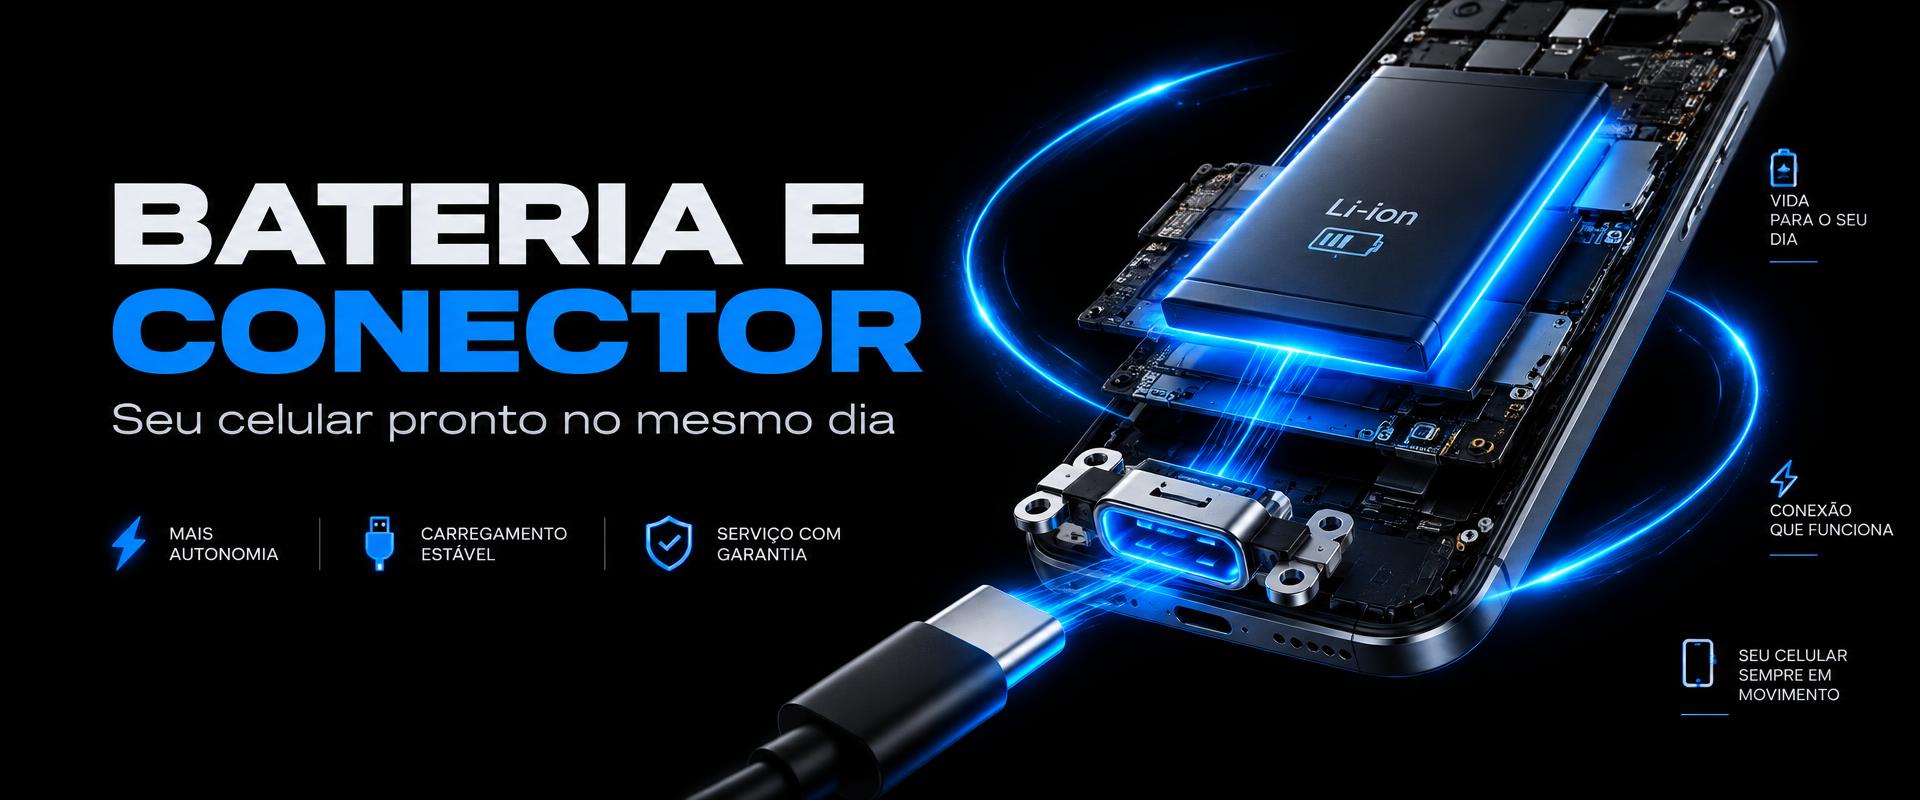 BATERIA E
CONECTOR
Seu celular pronto no mesmo dia
MAIS
AUTONOMIA
CARREGAMENTO
ESTÁVEL
SERVIÇO COM
GARANTIA
Li-ion
VIDA
PARA O SEU
DIA
CONEXÃO
QUE FUNCIONA
SEU CELULAR
SEMPRE EM
MOVIMENTO